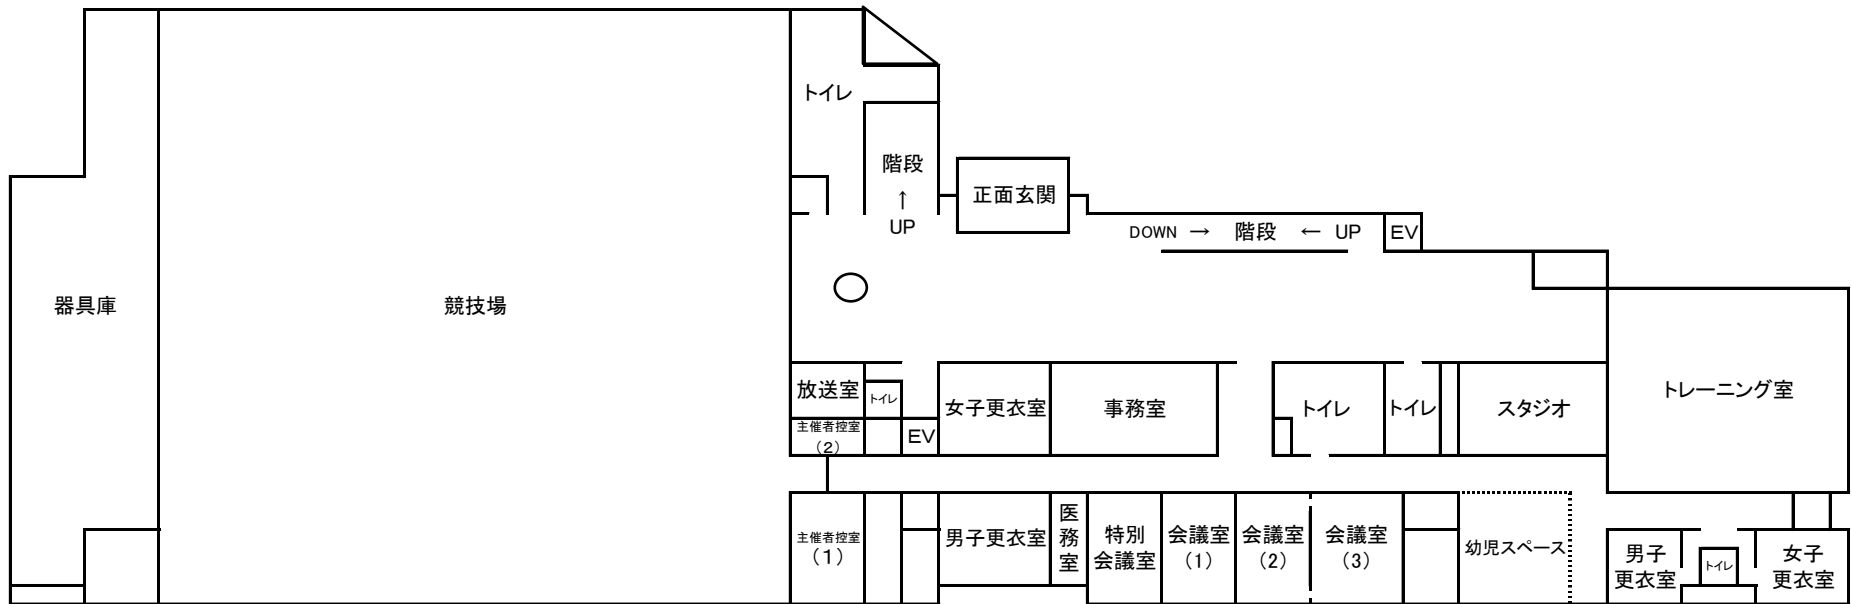 トイレ
階段
↑
UP
正面玄関
DOWN → 階段 ← UP
EV
器具庫
競技場
放送室
トイレ
主催者控室
(2)
EV
女子更衣室
事務室
トイレ
トイレ
スタジオ
トレーニング室
主催者控室
(1)
男子更衣室
医
務
室
特別
会議室
会議室
(1)
会議室
(2)
会議室
(3)
幼児スペース
男子
更衣室
トイレ
女子
更衣室